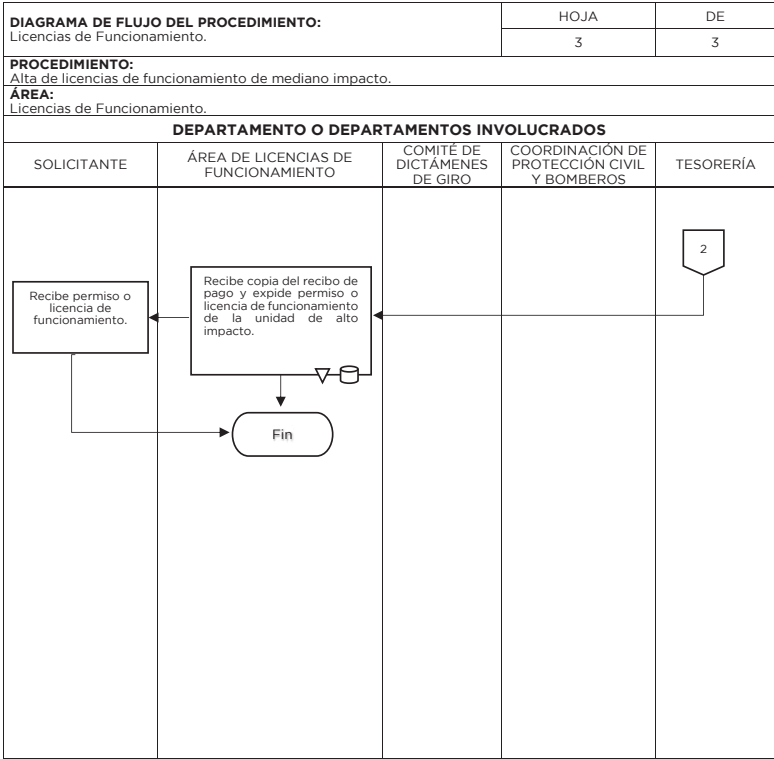 DIAGRAMA DE FLUJO DEL PROCEDIMIENTO:
Licencias de Funcionamiento.
HOJA
DE
3
3
PROCEDIMIENTO:
Alta de licencias de funcionamiento de mediano impacto.
ÁREA:
Licencias de Funcionamiento.
DEPARTAMENTO O DEPARTAMENTOS INVOLUCRADOS
SOLICITANTE
ÁREA DE LICENCIAS DE
FUNCIONAMIENTO
COMITÉ DE
DICTÁMENES
DE GIRO
COORDINACIÓN DE
PROTECCIÓN CIVIL
Y BOMBEROS
TESORERÍA
2
Recibe copia del recibo de
pago y expide permiso o
licencia de funcionamiento
de la unidad de alto
impacto.
Recibe permiso o
licencia de
funcionamiento.
Fin